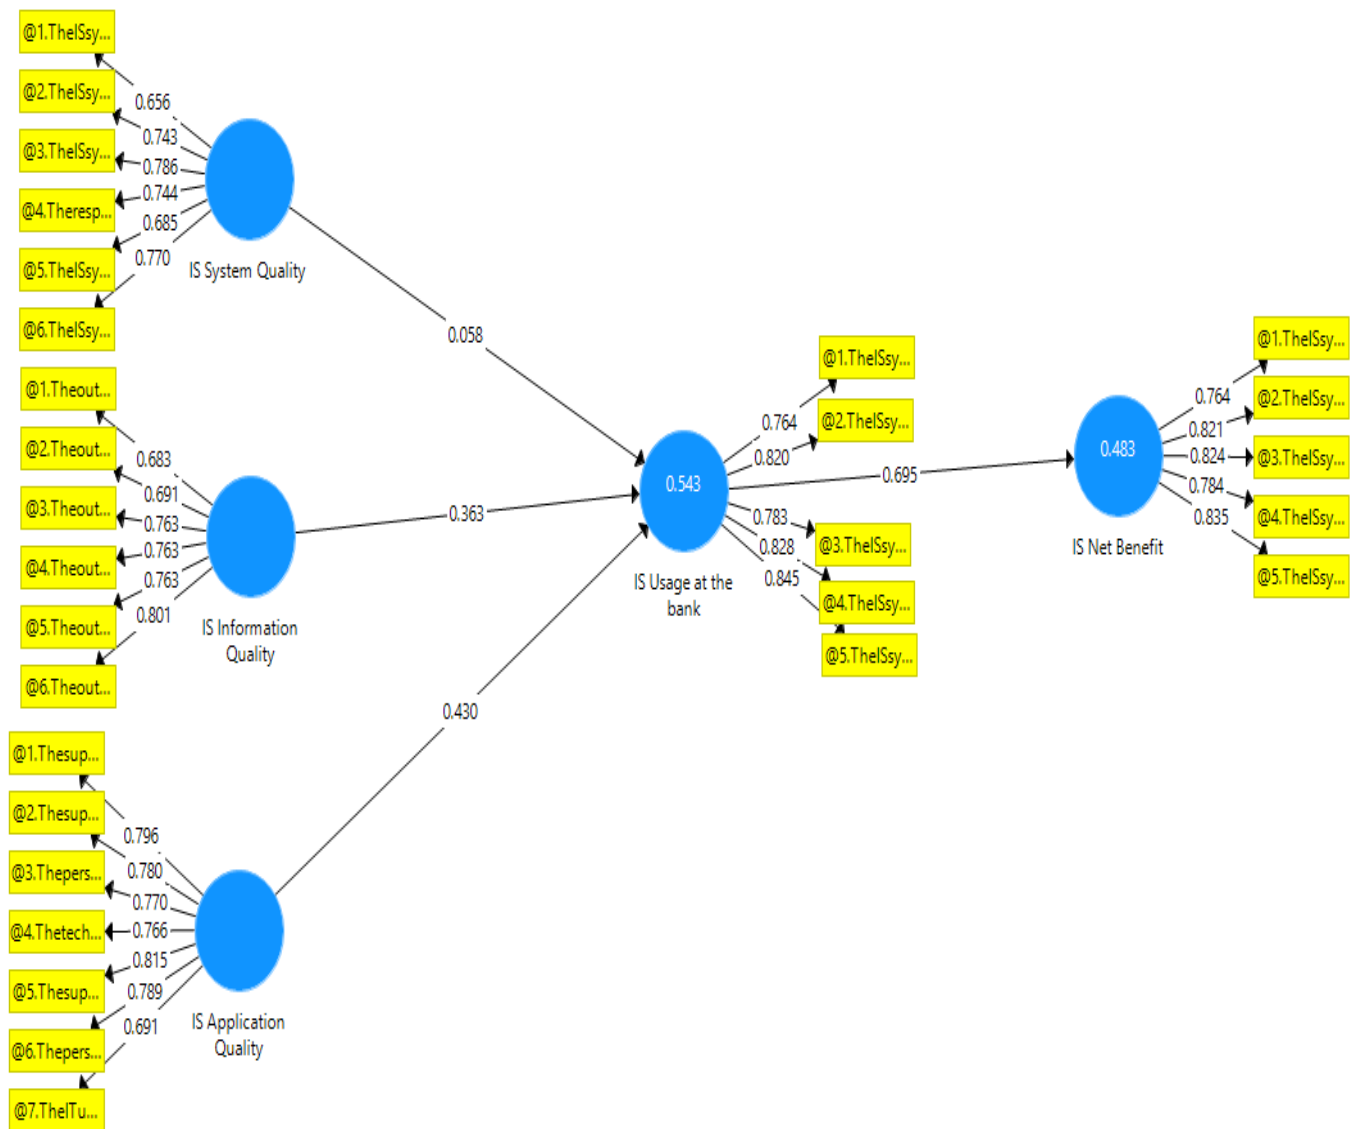 @1.TheISsy...
0.656
@2.TheISsy...
0.743
@3.TheISsy...
0.786
0.744
@4.Theresp...
0.685
@5.TheISsy...
0.770
@6.TheISsy...
IS System Quality
0.058
@1.Theout...
0.683
@2.Theout...
0.691
@3.Theout...
0.763
0.763
@4.Theout...
0.763
@5.Theout...
0.801
@6.Theout...
IS Information
Quality
0.363
@1.Thesup...
0.796
@2.Thesup...
0.780
@3.Thepers...
0.770
@4.Thetech...
0.766
0.815
@5.Thesup...
0.789
0.691
@6.Thepers...
@7.TheITu...
IS Application
Quality
0.430
0.543
IS Usage at the
bank
@1.TheISsy...
0.764
@2.TheISsy...
0.820
0.783
@3.TheISsy...
0.828
0.845
@4.TheISsy...
@5.TheISsy...
0.695
0.483
IS Net Benefit
@1.TheISsy...
0.764
@2.TheISsy...
0.821
@3.TheISsy...
0.824
0.784
@4.TheISsy...
0.835
@5.TheISsy...